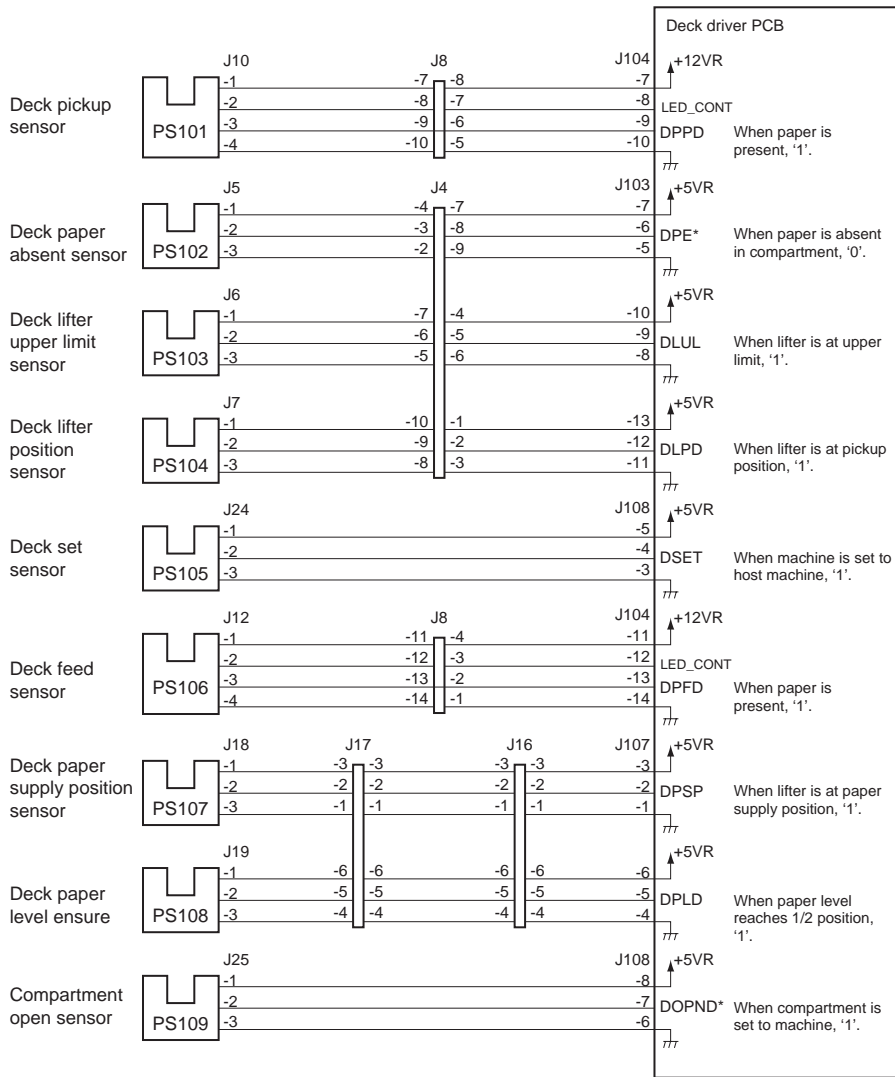 Deck driver PCB
J10 J8 J104 +12VR
-1 -7 -8 -7
Deck pickup
sensor
PS101
-2 -8 -7 -8 LED_CONT
-3 -9 -6 -9 DPPD
-4 -10 -5 -10
When paper is
present, ‘1’.
J5 J4 J103 +5VR
-1 -4 -7 -7
Deck paper
absent sensor
PS102
-2 -3 -8 -6 DPE*
-3 -2 -9 -5
When paper is absent
in compartment, ‘0’.
J6 +5VR
-1 -7 -4 -10
Deck lifter
upper limit
sensor
PS103
-2 -6 -5 -9 DLUL
-3 -5 -6 -8
When lifter is at upper
limit, ‘1’.
J7 +5VR
-1 -10 -1 -13
Deck lifter
position
sensor
PS104
-2 -9 -2 -12 DLPD
-3 -8 -3 -11
When lifter is at pickup
position, ‘1’.
J24 J108 +5VR
-1 -5
Deck set
sensor
PS105
-2 -4 DSET
-3 -3
When machine is set to
host machine, ‘1’.
J12 J8 J104 +12VR
-1 -11 -4 -11
Deck feed
sensor
PS106
-2 -12 -3 -12 LED_CONT
-3 -13 -2 -13 DPFD
-4 -14 -1 -14
When paper is
present, ‘1’.
J18 J17 J16 J107 +5VR
-1 -3 -3 -3 -3 -3
Deck paper
supply position
sensor
PS107
-2 -2 -2 -2 -2 -2 DPSP
-3 -1 -1 -1 -1 -1
When lifter is at paper
supply position, ‘1’.
J19 +5VR
-1 -6 -6 -6 -6 -6
Deck paper
level ensure
PS108
-2 -5 -5 -5 -5 -5 DPLD
-3 -4 -4 -4 -4 -4
When paper level
reaches 1/2 position,
‘1’.
J25 J108 +5VR
-1 -8
Compartment
open sensor
PS109
-2 -7 DOPND*
-3 -6
When compartment is
set to machine, ‘1’.